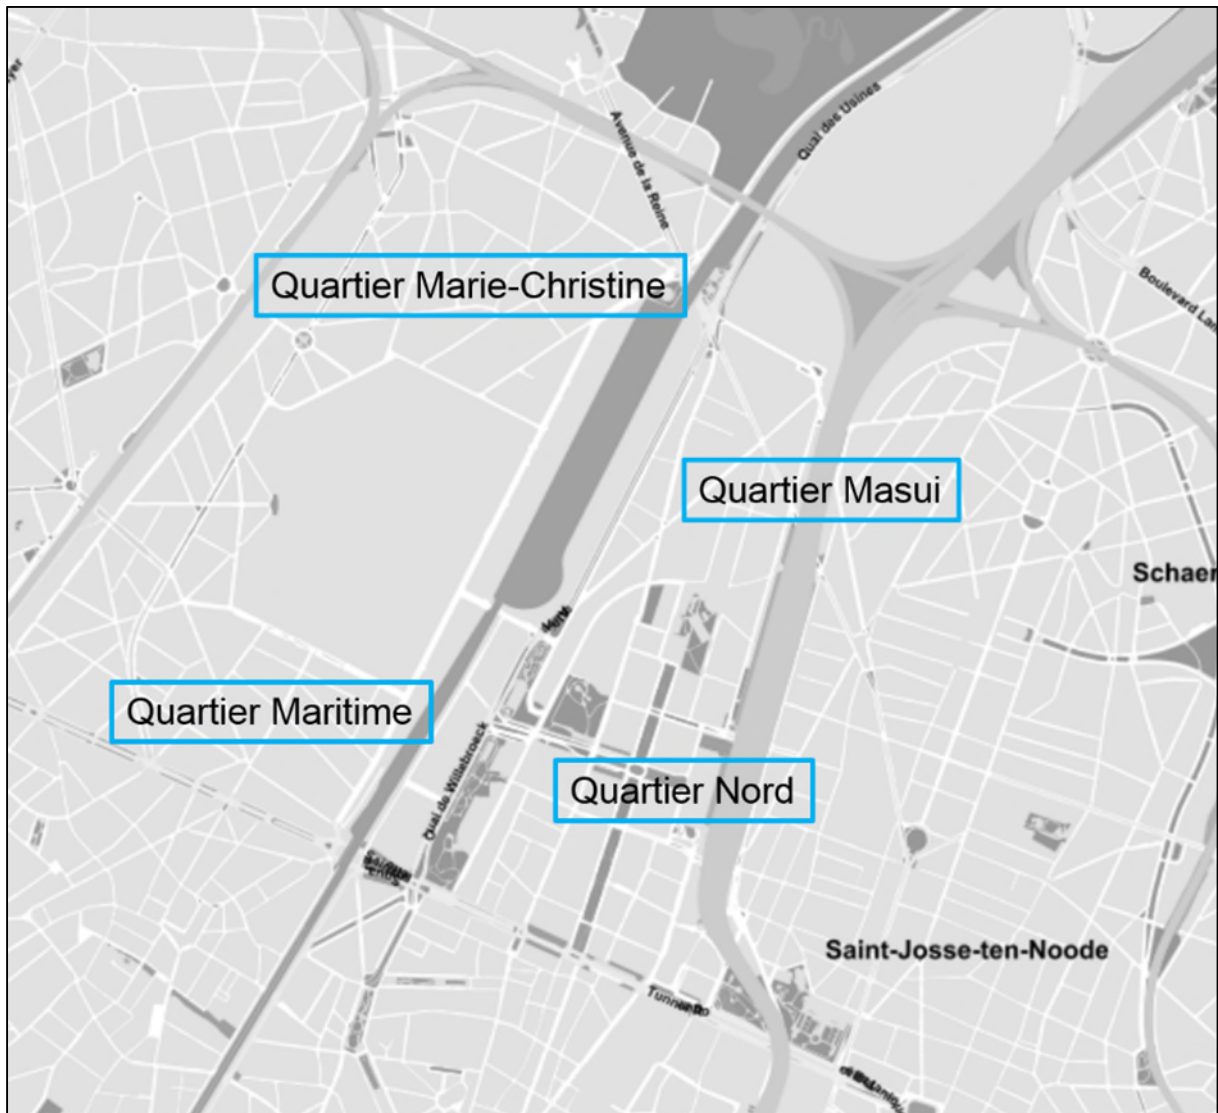 Quai des Usines
Avenue de la Reine
Quartier Marie-Christine
Boulevard Lam
Quartier Masui
Schaer
Quartier Maritime
Quai de Willebroeck
Quartier Nord
Saint-Josse-ten-Noode